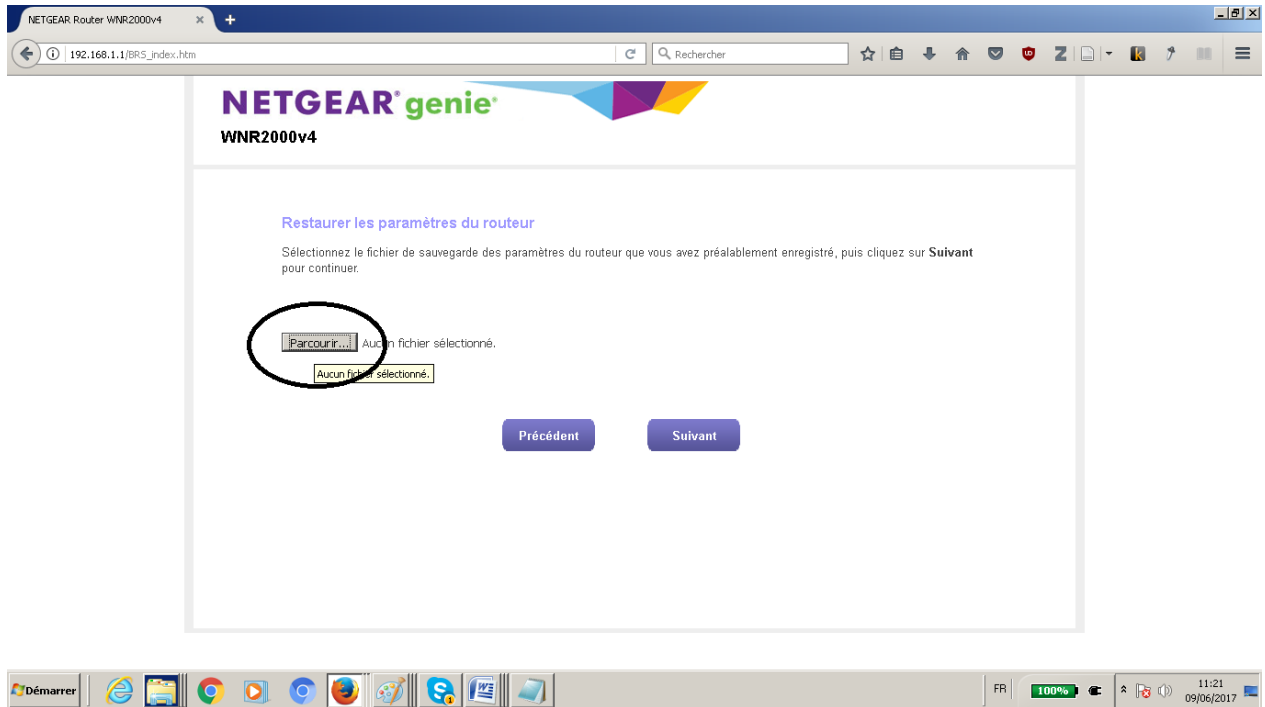 NETGEAR Router WNR2000v4
192.168.1.1/BRS_index.htm
Rechercher
NETGEAR® genie®
WNR2000v4
Restaurer les paramètres du routeur
Sélectionnez le fichier de sauvegarde des paramètres du routeur que vous avez préalablement enregistré, puis cliquez sur Suivant
pour continuer.
Parcourir... Aucun fichier sélectionné.
Aucun fichier sélectionné.
Précédent
Suivant
Démarrer
FR
100%
11:21
09/06/2017